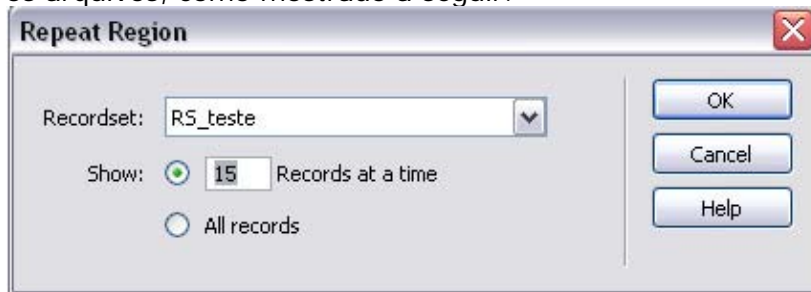 Repeat Region
Recordset: RS_teste
Show: 15 Records at a time
All records
OK
Cancel
Help